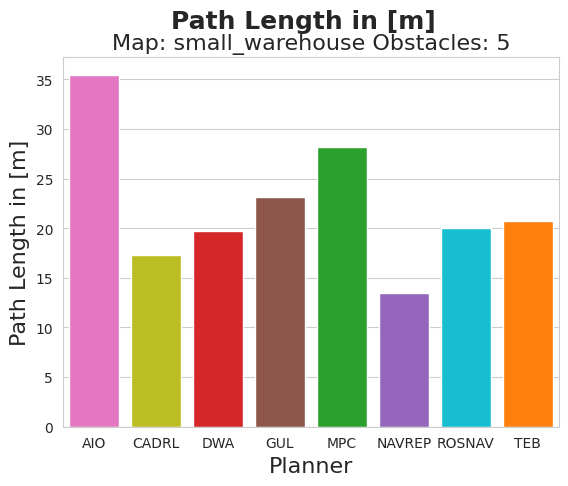 Path Length in [m]
Map: small_warehouse Obstacles: 5
Path Length in [m]
35
30
25
20
15
10
5
0
AIO CADRL DWA GUL MPC NAVREP ROSNAV TEB
Planner